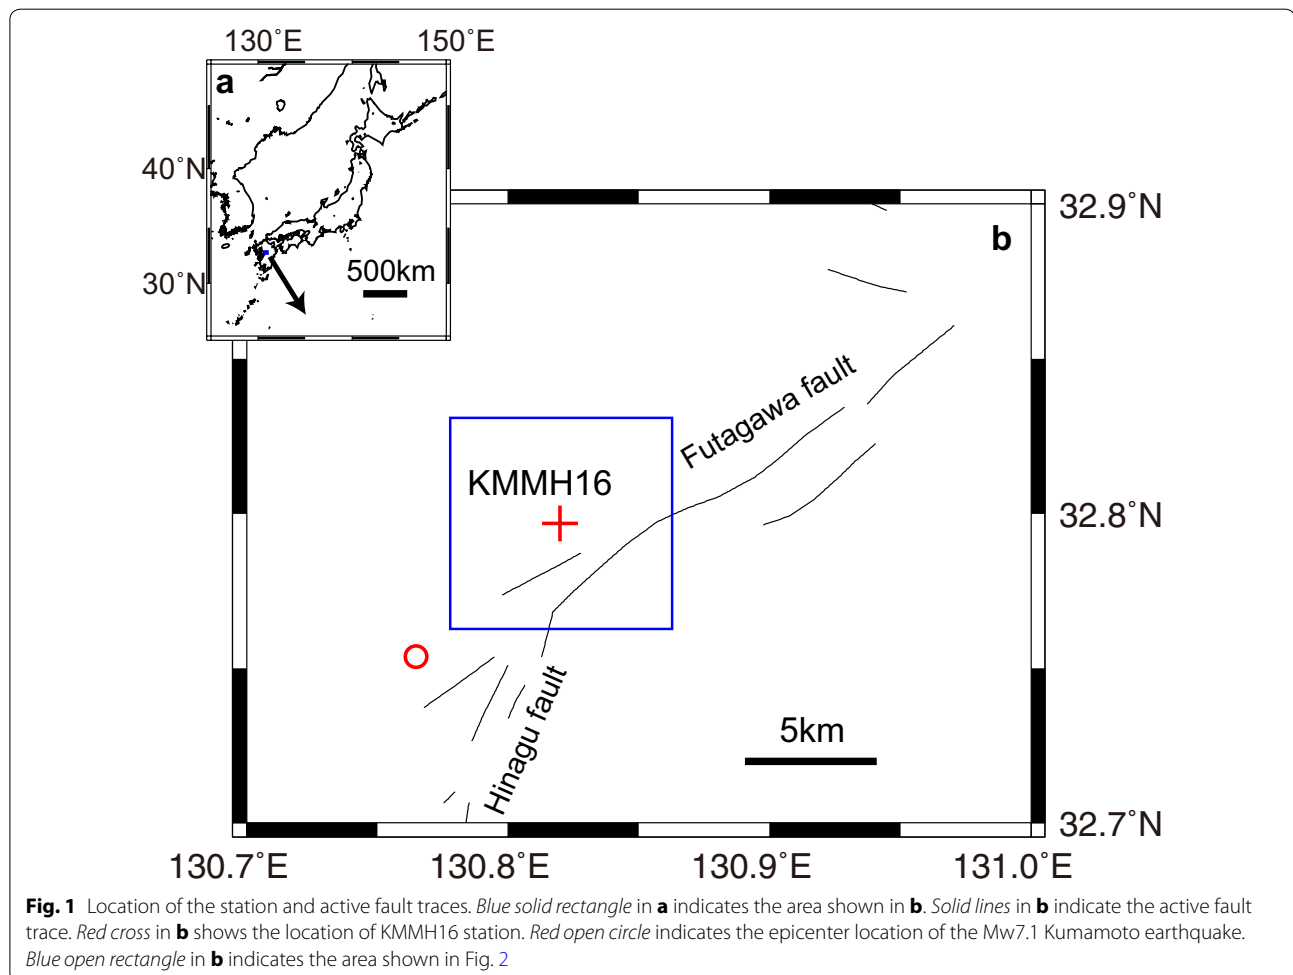 130°E 150°E
a
40°N
30°N
500km
32.9°N
b
Futagawa fault
KMMH16
32.8°N
Hinagu fault
5km
32.7°N
130.7°E 130.8°E 130.9°E 131.0°E
Fig. 1 Location of the station and active fault traces. Blue solid rectangle in a indicates the area shown in b. Solid lines in b indicate the active fault
trace. Red cross in b shows the location of KMMH16 station. Red open circle indicates the epicenter location of the Mw7.1 Kumamoto earthquake.
Blue open rectangle in b indicates the area shown in Fig. 2